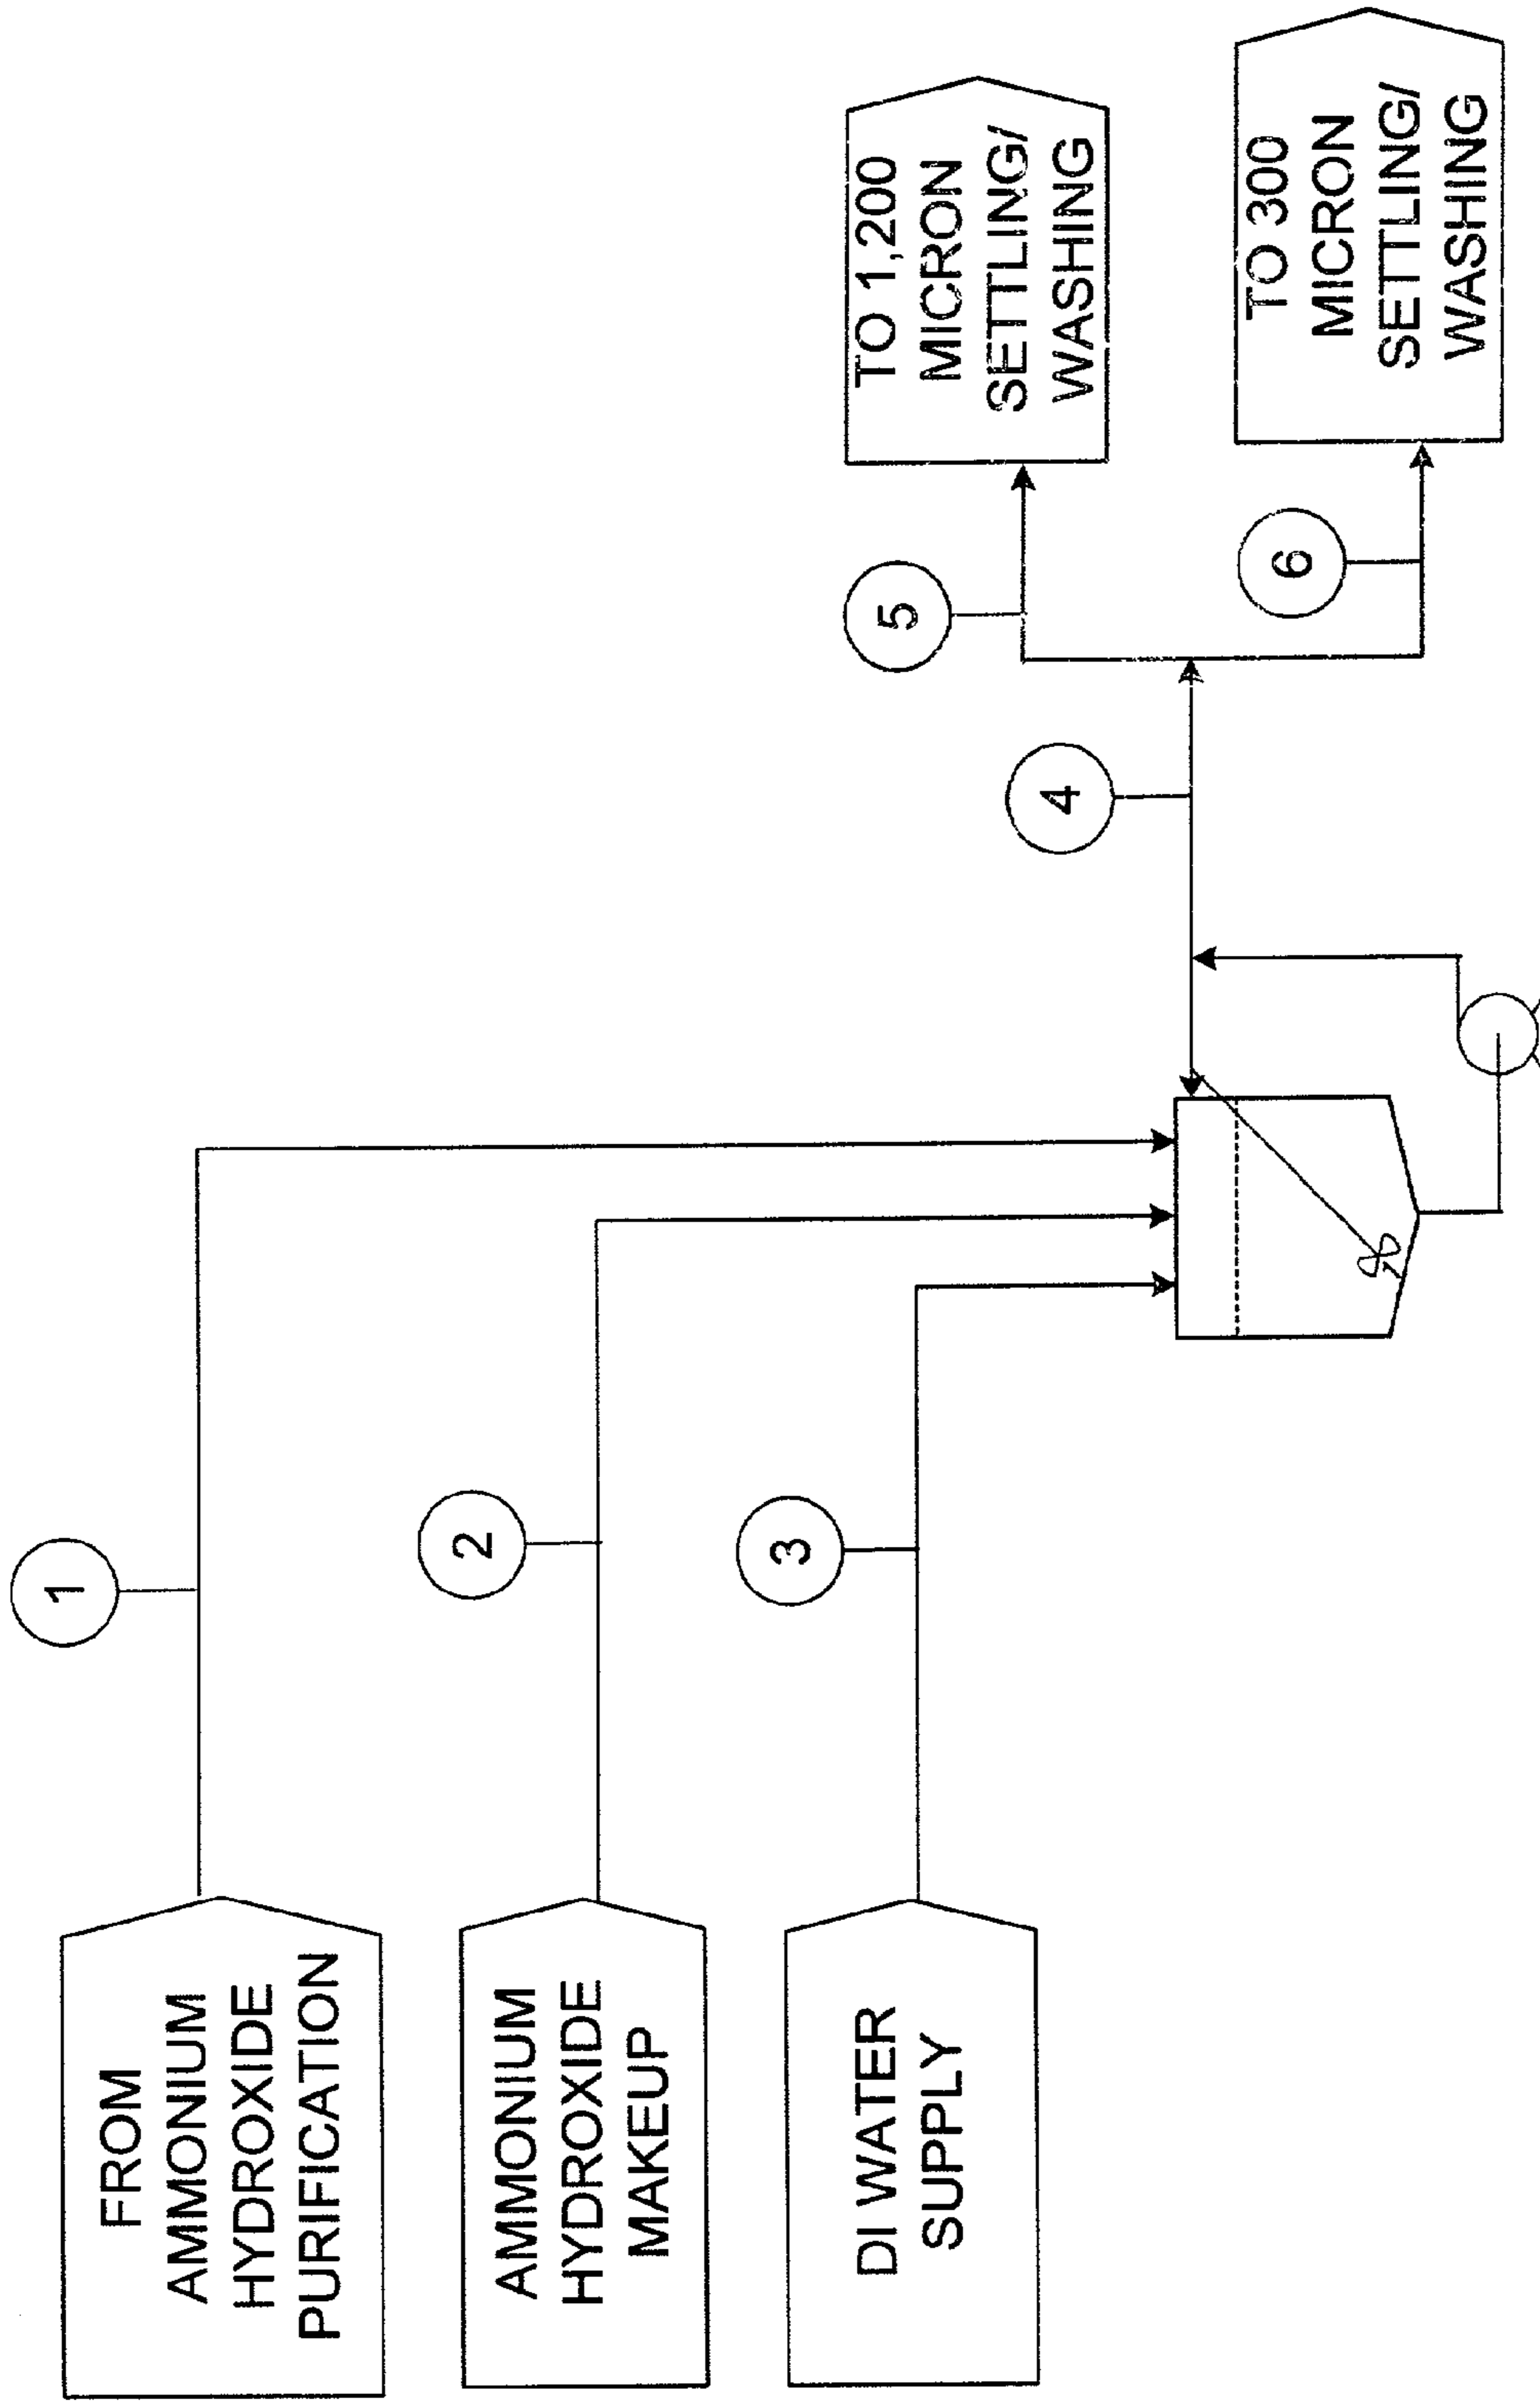 1
FROM
AMMONIUM
HYDROXIDE
PURIFICATION
2
AMMONIUM
HYDROXIDE
MAKEUP
3
DI WATER
SUPPLY
4
5
TO 1,200
MICRON
SETTLING/
WASHING
6
TO 300
MICRON
SETTLING/
WASHING